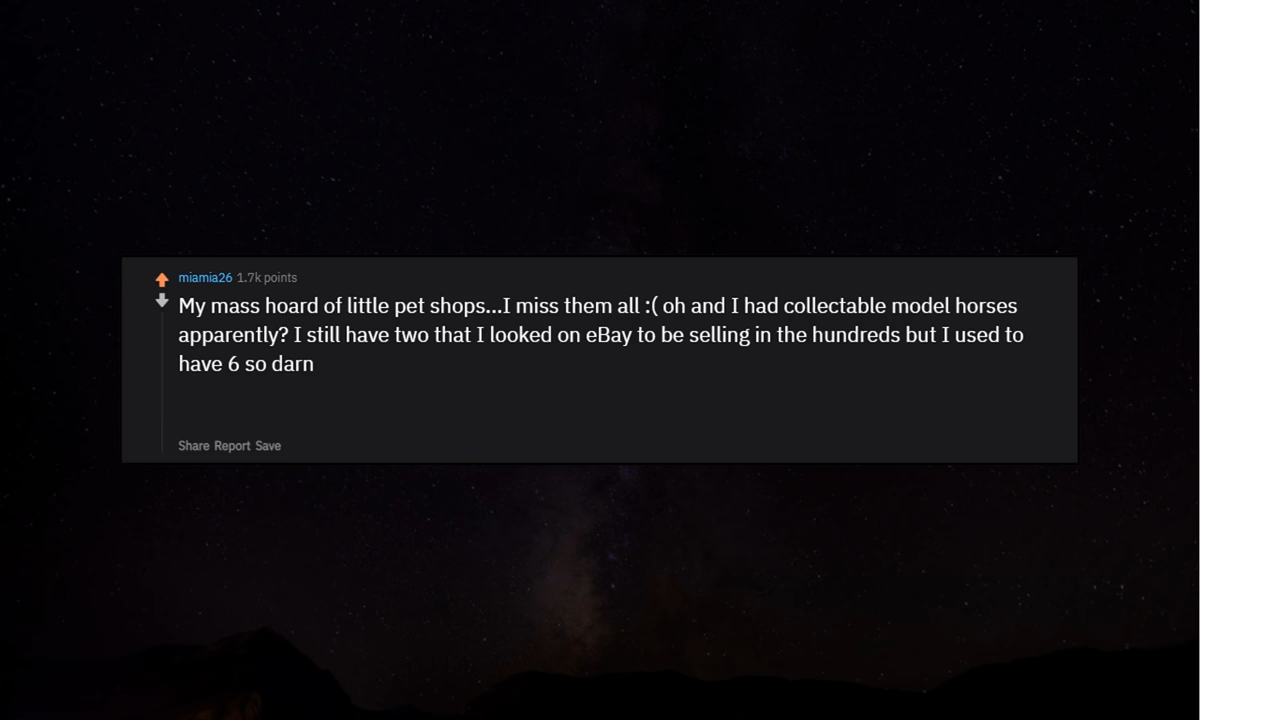 miamia26 1.7k points
My mass hoard of little pet shops...I miss them all :( oh and I had collectable model horses
apparently? I still have two that I looked on eBay to be selling in the hundreds but I used to
have 6 so darn
Share Report Save